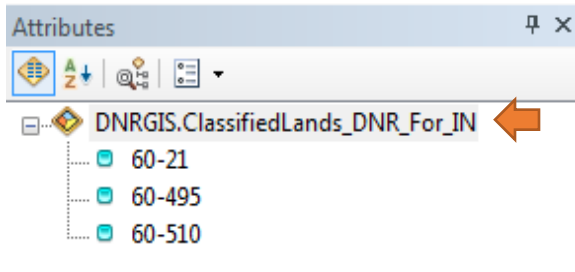 Attributes
DNRGIS.ClassifiedLands_DNR_For_IN
60-21
60-495
60-510